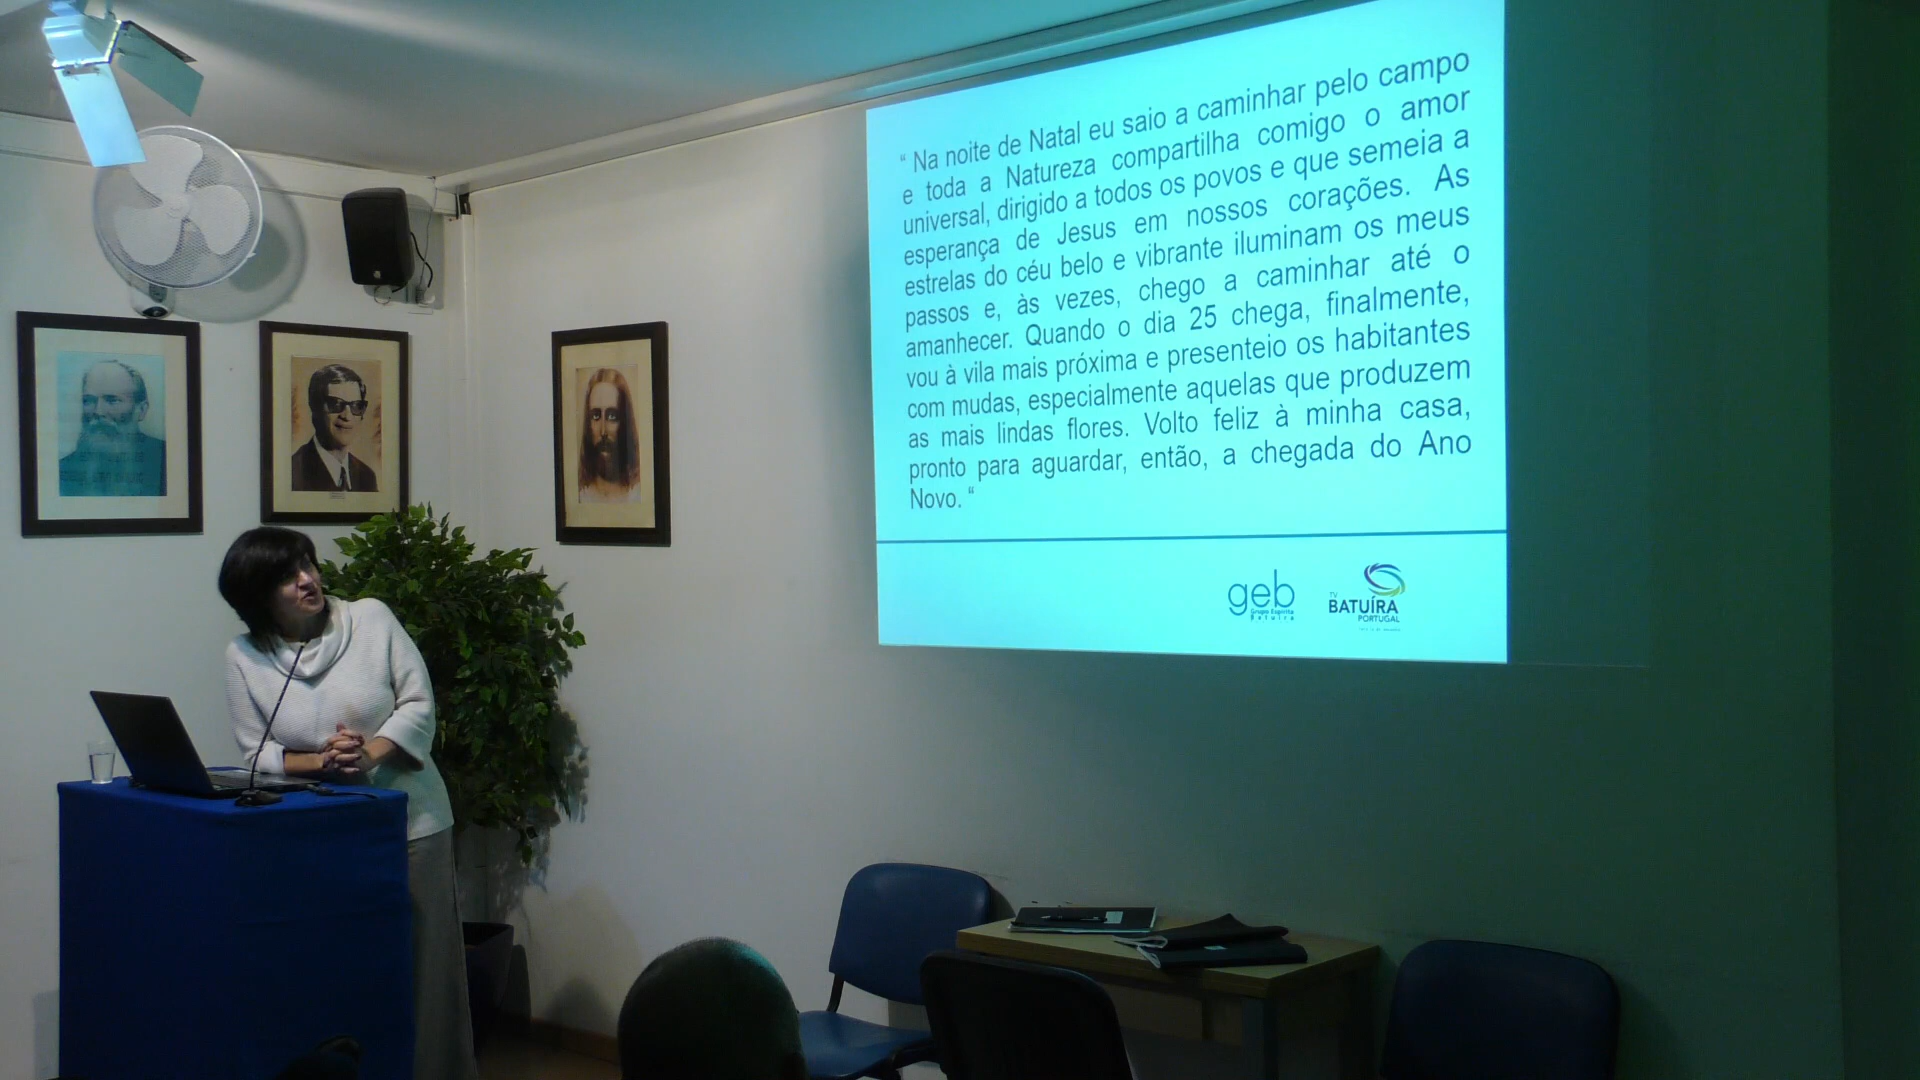 “ Na noite de Natal eu saio a caminhar pelo campo
e toda a Natureza compartilha comigo o amor
universal, dirigido a todos os povos e que semeia a
esperança de Jesus em nossos corações. As
estrelas do céu belo e vibrante iluminam os meus
passos e, às vezes, chego a caminhar até o
amanhecer. Quando o dia 25 chega, finalmente,
vou à vila mais próxima e presenteio os habitantes
com mudas, especialmente aquelas que produzem
as mais lindas flores. Volto feliz à minha casa,
pronto para aguardar, então, a chegada do Ano
Novo. “
geb
Grupo Espírita
Batuíra
TV
BATUÍRA
PORTUGAL